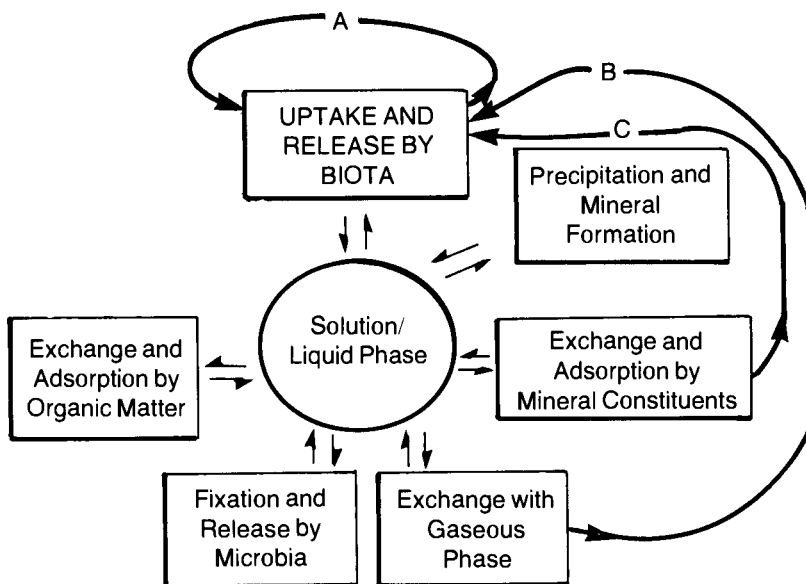 A
B
UPTAKE AND
RELEASE BY
BIOTA
C
Precipitation and
Mineral
Formation
Solution/
Liquid Phase
Exchange and
Adsorption by
Organic Matter
Exchange and
Adsorption by
Mineral Constituents
Fixation and
Release by
Microbia
Exchange with
Gaseous
Phase